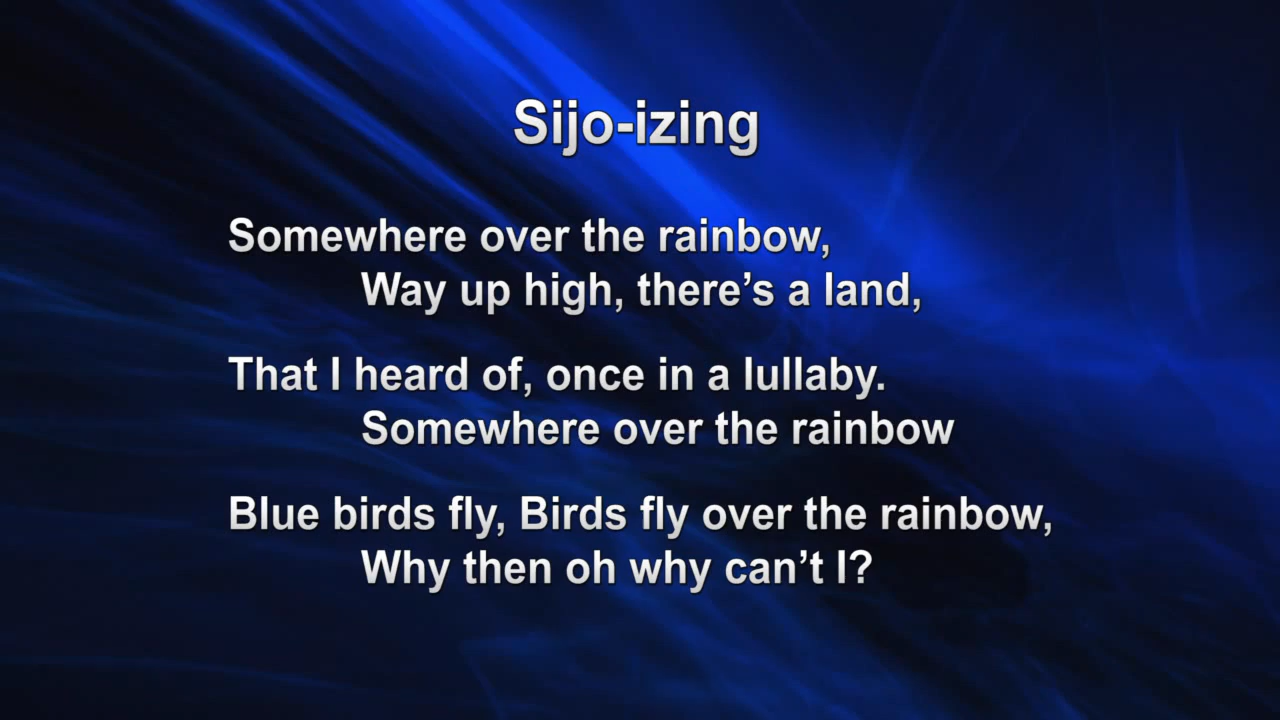 Sijo-izing
Somewhere over the rainbow,
Way up high, there’s a land,
That I heard of, once in a lullaby.
Somewhere over the rainbow
Blue birds fly, Birds fly over the rainbow,
Why then oh why can’t I?